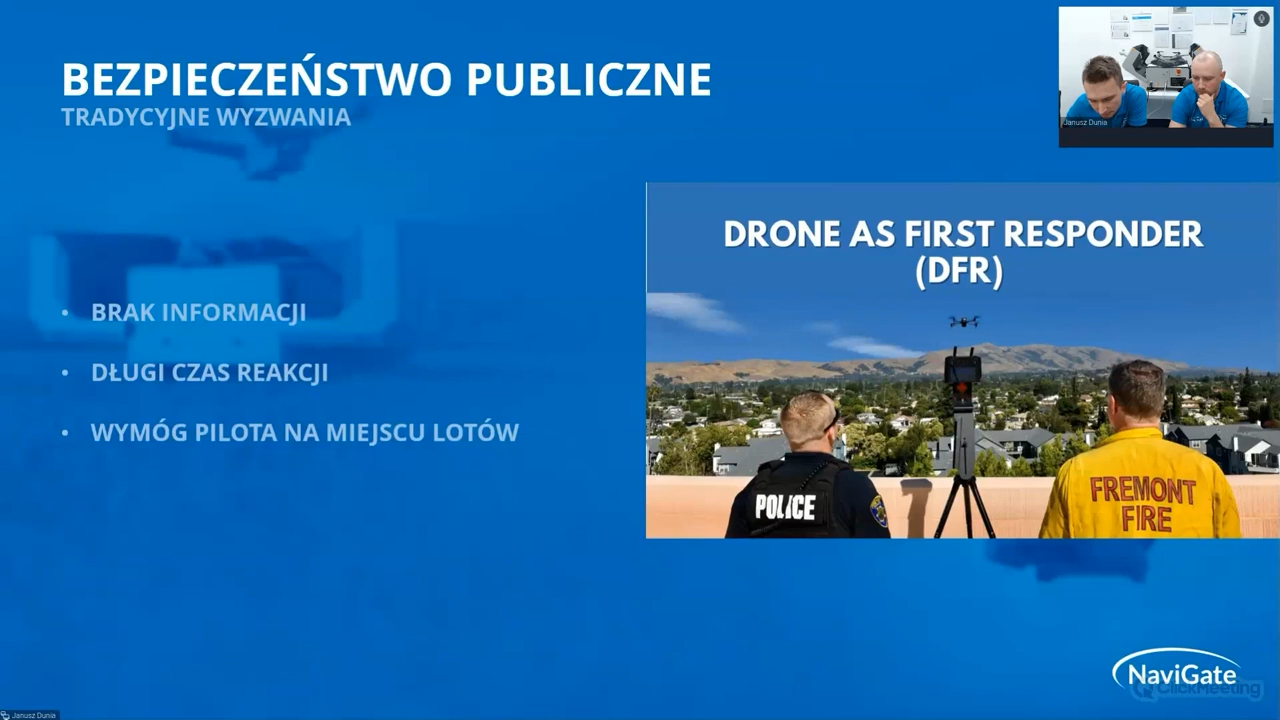 BEZPIECZEŃSTWO PUBLICZNE
TRADYCYJNE WYZWANIA
Janusz Dunia
DRONE AS FIRST RESPONDER
(DFR)
• BRAK INFORMACJI
• DŁUGI CZAS REAKCJI
• WYMÓG PILOTA NA MIEJSCU LOTÓW
POLICE
FREMONT
FIRE
NaviGate
ClickMeeting
Janusz Dunia